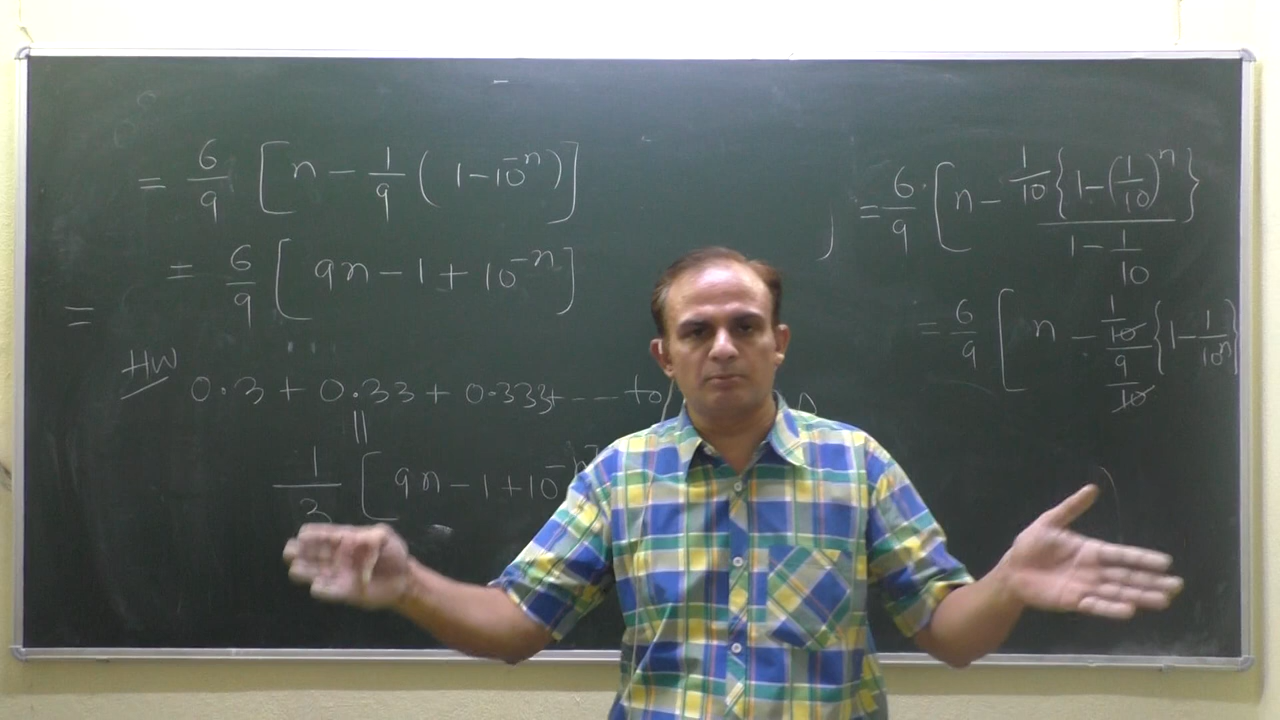 = 6/9 [n - 1/9 (1-10^-n)]
= 6/9 [9n-1+10^-n]
=
HW
0.3 + 0.33 + 0.333+ ---- to
||
1/3 [9n-1+10^-n
= 6/9 [n - 1/10 {1-(1/10)^n} / 1-1/10
= 6/9 [n - 1/10 / 9/10 {1-1/10^n}